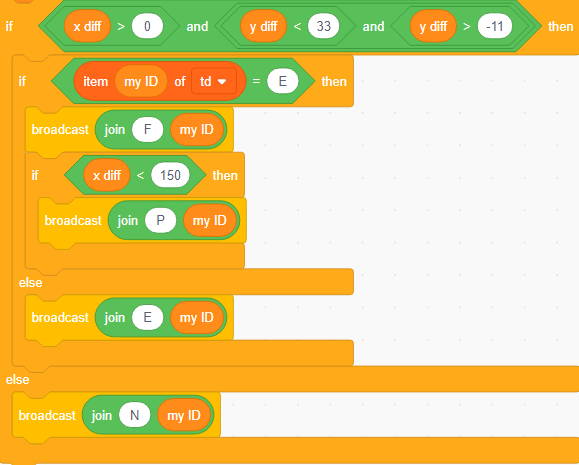 if x diff > 0 and y diff < 33 and y diff > -11 then
if item my ID of td = E then
broadcast join F my ID
if x diff < 150 then
broadcast join P my ID
else
broadcast join E my ID
else
broadcast join N my ID